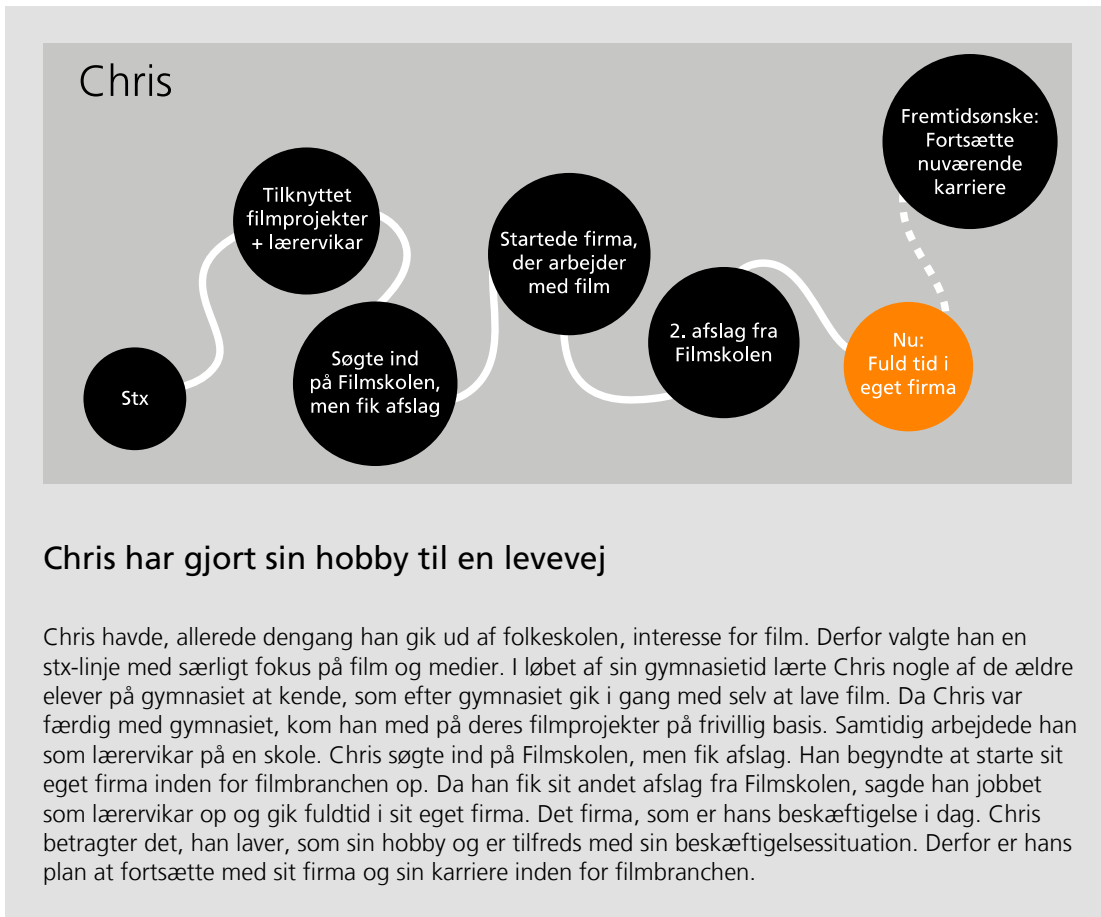 Chris
Fremtidsønske:
Fortsætte
nuværende
karriere
Tilknyttet
filmprojekter
+ lærervikar
Startede firma,
der arbejder
med film
2. afslag fra
Filmskolen
Nu:
Fuld tid i
eget firma
Søgte ind
på Filmskolen,
men fik afslag
Stx
Chris har gjort sin hobby til en levevej
Chris havde, allerede dengang han gik ud af folkeskolen, interesse for film. Derfor valgte han en
stx-linje med særligt fokus på film og medier. I løbet af sin gymnasietid lærte Chris nogle af de ældre
elever på gymnasiet at kende, som efter gymnasiet gik i gang med selv at lave film. Da Chris var
færdig med gymnasiet, kom han med på deres filmprojekter på frivillig basis. Samtidig arbejdede han
som lærervikar på en skole. Chris søgte ind på Filmskolen, men fik afslag. Han begyndte at starte sit
eget firma inden for filmbranchen op. Da han fik sit andet afslag fra Filmskolen, sagde han jobbet
som lærervikar op og gik fuldtid i sit eget firma. Det firma, som er hans beskæftigelse i dag. Chris
betragter det, han laver, som sin hobby og er tilfreds med sin beskæftigelsessituation. Derfor er hans
plan at fortsætte med sit firma og sin karriere inden for filmbranchen.